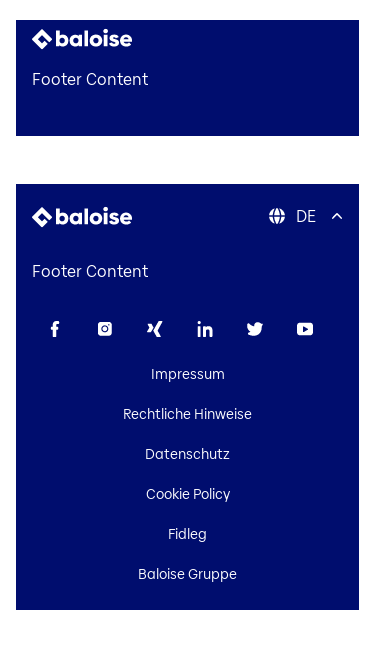 baloise
Footer Content
baloise DE
Footer Content
Impressum
Rechtliche Hinweise
Datenschutz
Cookie Policy
Fidleg
Baloise Gruppe